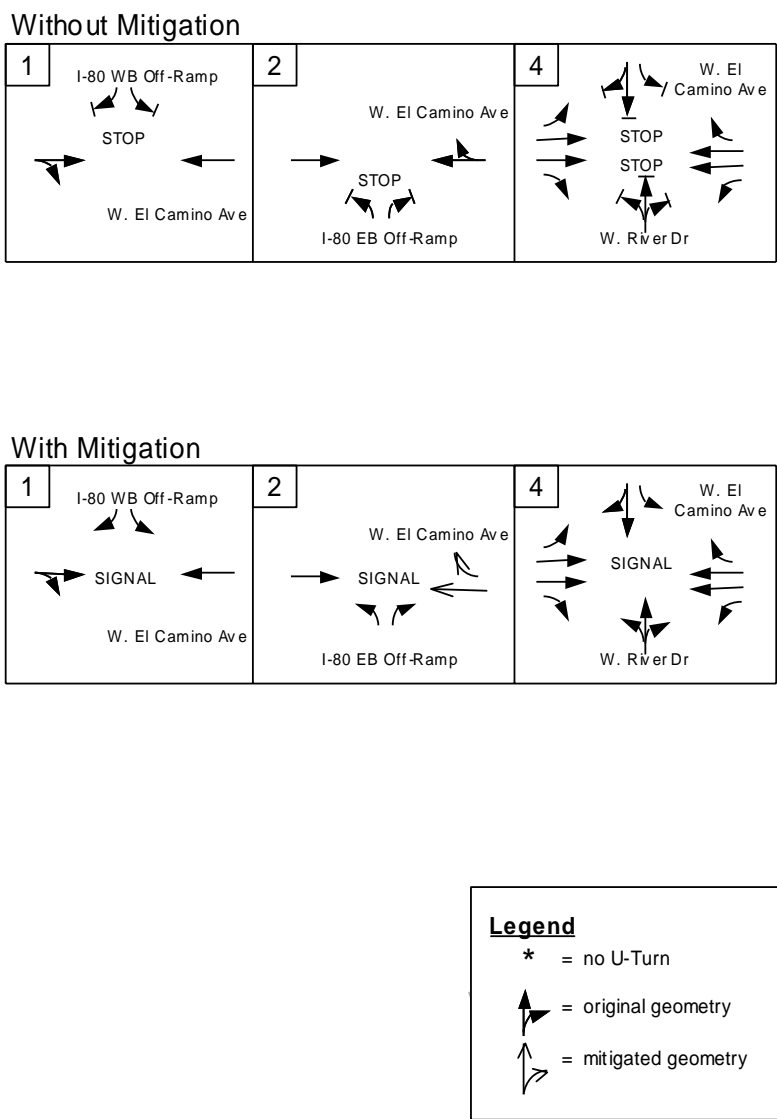 Without Mitigation
1
I-80 WB Off-Ramp
STOP
W. El Camino Ave
2
W. El Camino Ave
STOP
I-80 EB Off-Ramp
4
W. El
Camino Ave
STOP
STOP
W. River Dr
With Mitigation
1
I-80 WB Off-Ramp
SIGNAL
W. El Camino Ave
2
W. El Camino Ave
SIGNAL
I-80 EB Off-Ramp
4
W. El
Camino Ave
SIGNAL
W. River Dr
Legend
* = no U-Turn
= original geometry
= mitigated geometry